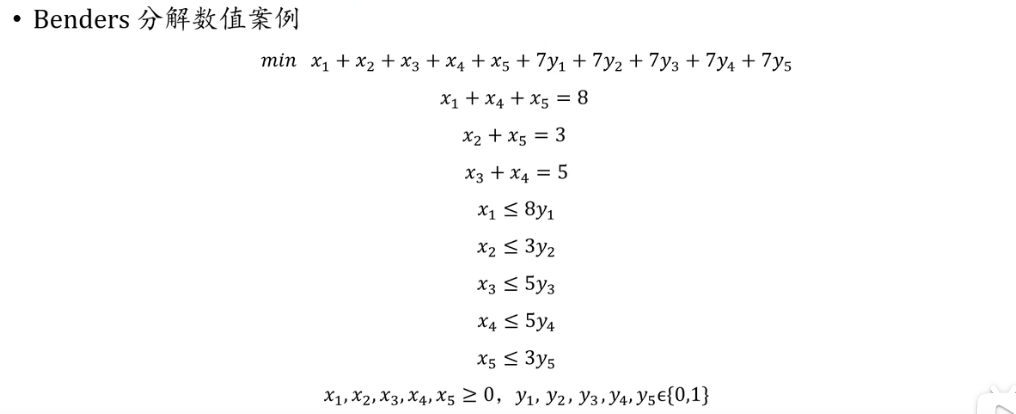 • Benders 分解数值案例
min x₁ + x₂ + x₃ + x₄ + x₅ + 7y₁ + 7y₂ + 7y₃ + 7y₄ + 7y₅
x₁ + x₄ + x₅ = 8
x₂ + x₅ = 3
x₃ + x₄ = 5
x₁ ≤ 8y₁
x₂ ≤ 3y₂
x₃ ≤ 5y₃
x₄ ≤ 5y₄
x₅ ≤ 3y₅
x₁, x₂, x₃, x₄, x₅ ≥ 0, y₁, y₂, y₃, y₄, y₅ϵ{0,1}